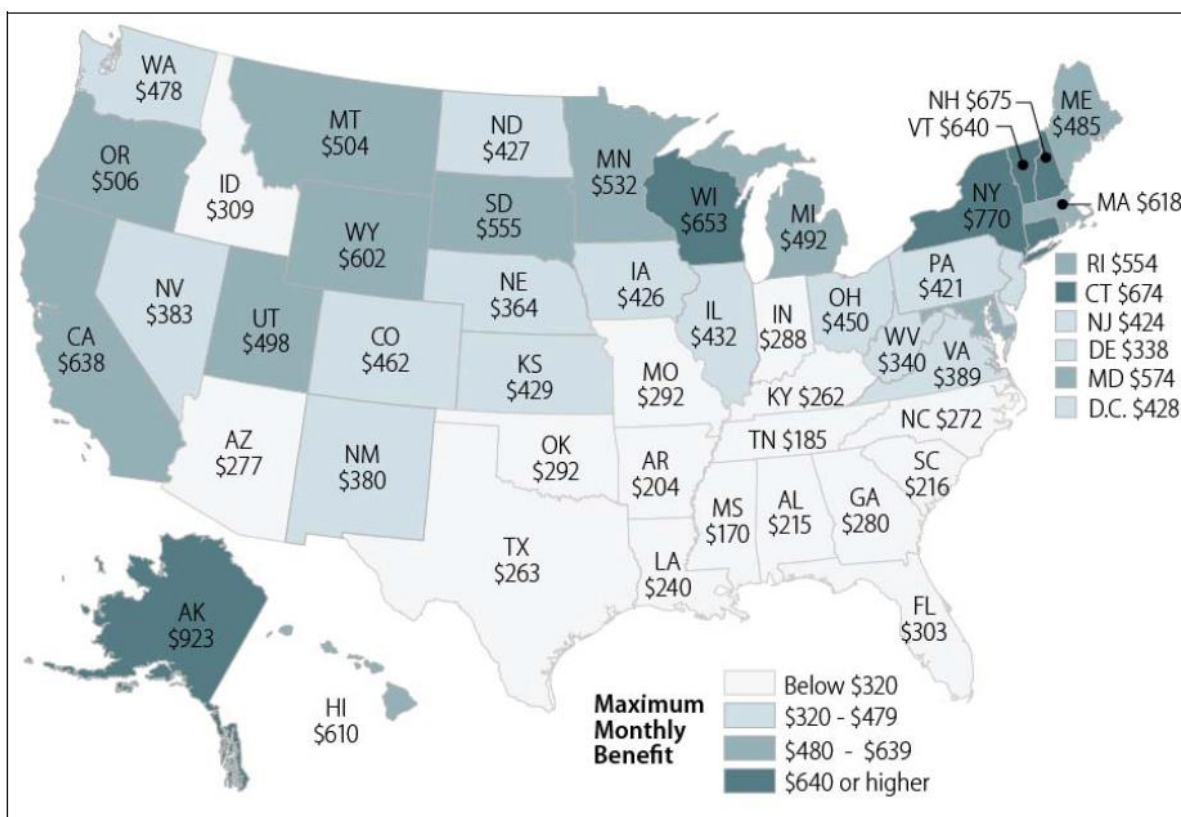 WA
$478
MT
$504
ND
$427
OR
$506
ID
$309
WY
$602
SD
$555
MN
$532
WI
$653
MI
$492
NH $675
VT $640
ME
$485
NY
$770
MA $618
RI $554
CT $674
NJ $424
DE $338
MD $574
D.C. $428
NV
$383
UT
$498
CA
$638
CO
$462
NE
$364
KS
$429
IA
$426
IL
$432
IN
$288
OH
$450
PA
$421
WV
$340
VA
$389
MO
$292
KY $262
NC $272
TN $185
SC
$216
AZ
$277
NM
$380
OK
$292
AR
$204
MS
$170
AL
$215
GA
$280
TX
$263
LA
$240
FL
$303
AK
$923
HI
$610
Maximum
Monthly
Benefit
Below $320
$320 - $479
$480 - $639
$640 or higher